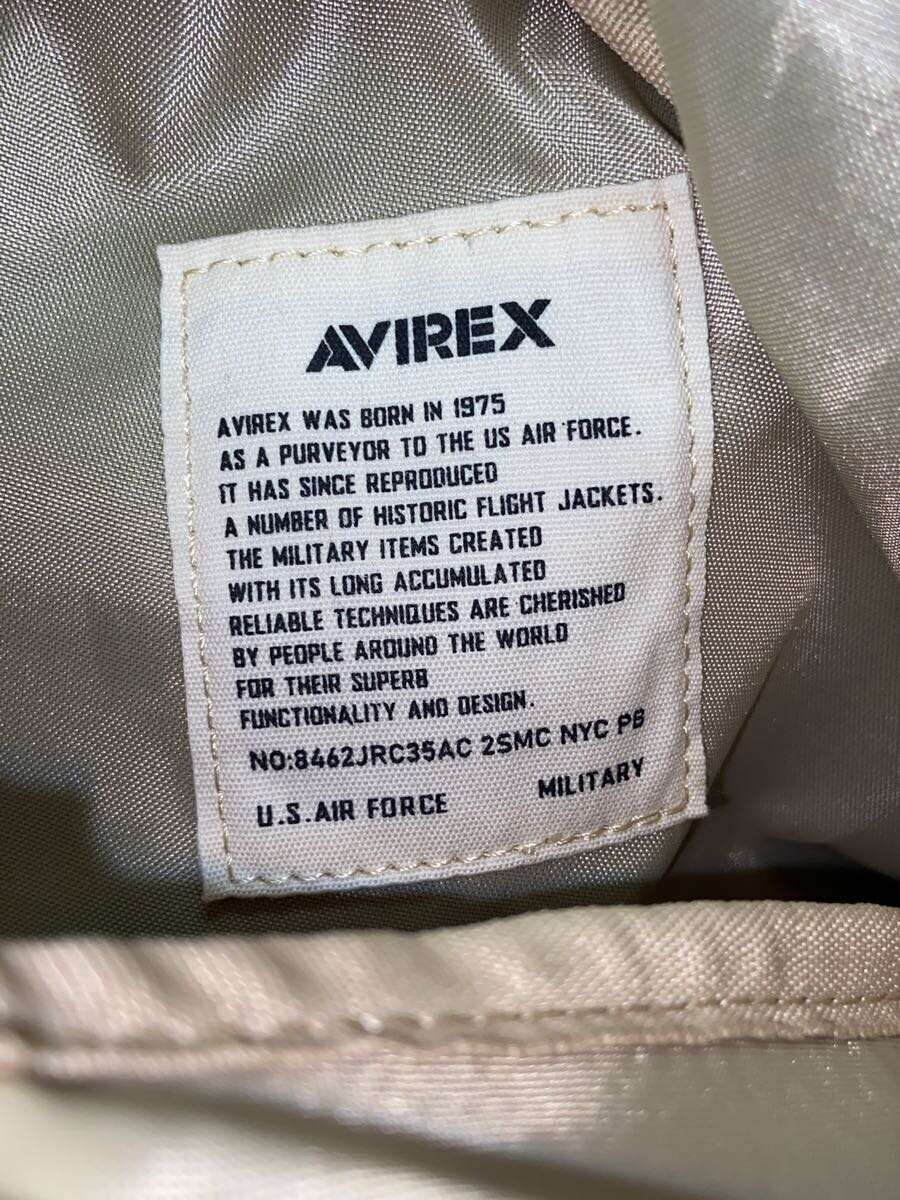 AVIREX
AVIREX WAS BORN IN 1975
AS A PURVEYOR TO THE US AIR FORCE.
IT HAS SINCE REPRODUCED
A NUMBER OF HISTORIC FLIGHT JACKETS.
THE MILITARY ITEMS CREATED
WITH ITS LONG ACCUMULATED
RELIABLE TECHNIQUES ARE CHERISHED
BY PEOPLE AROUND THE WORLD
FOR THEIR SUPERB
FUNCTIONALITY AND DESIGN.
NO:8462JRC35AC 2SMC NYC PB
U.S.AIR FORCE MILITARY